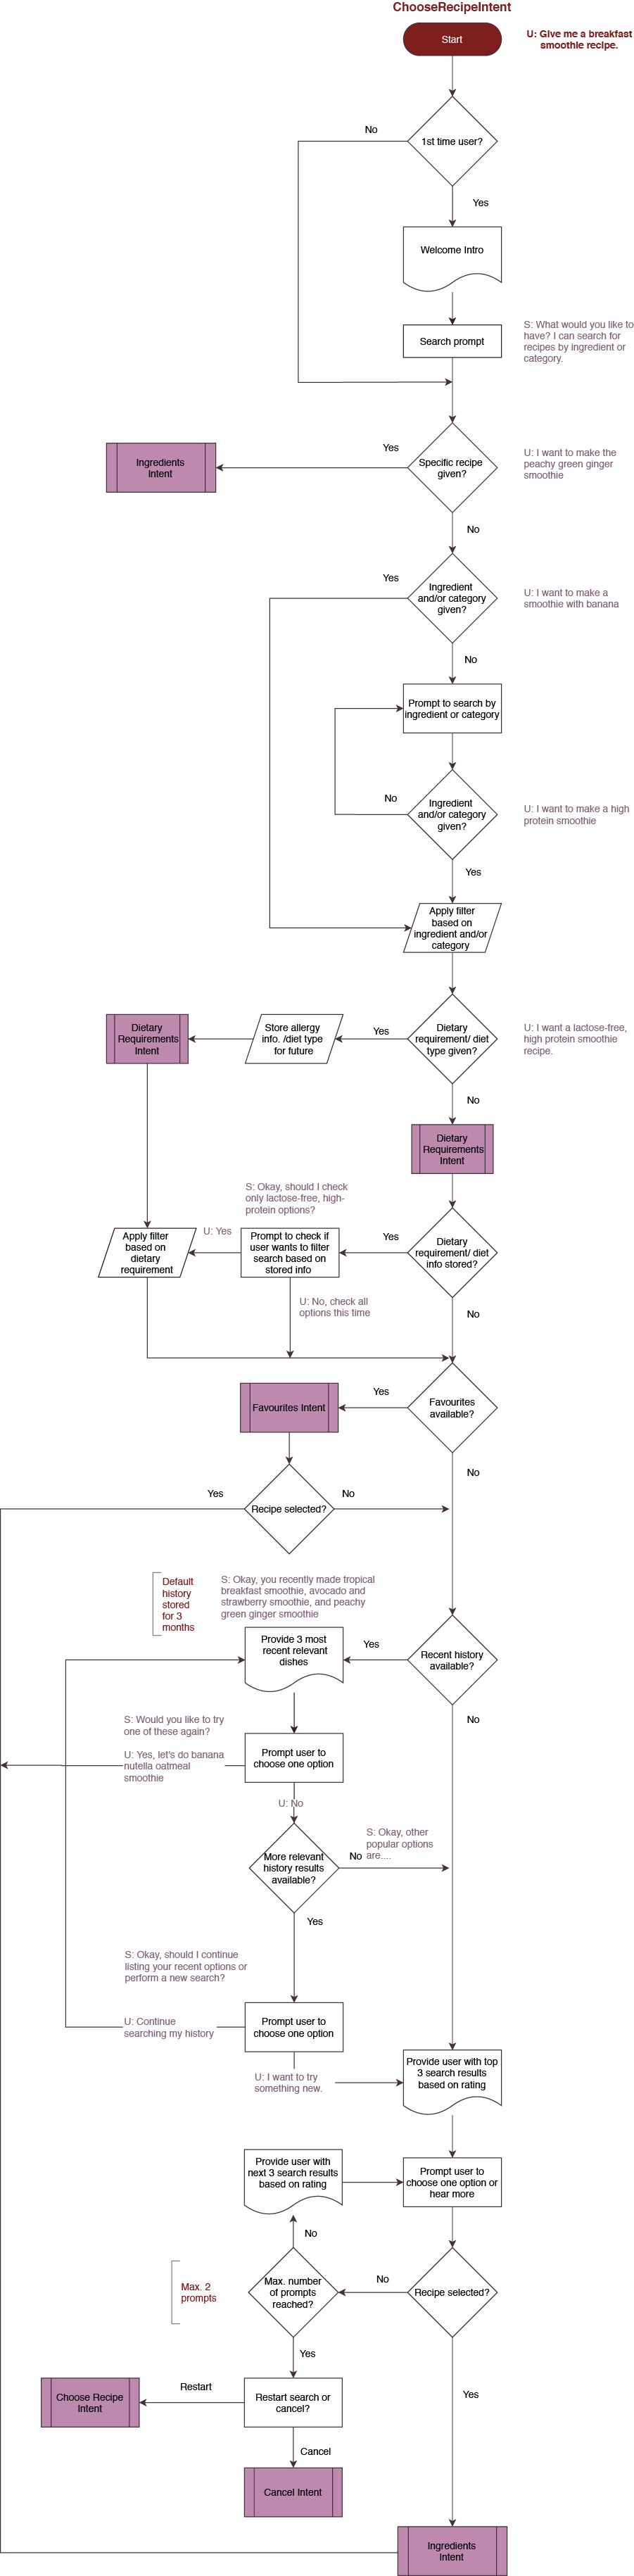 ChooseRecipeIntent
Start
U: Give me a breakfast
smoothie recipe.
No
1st time user?
Yes
Welcome Intro
Search prompt
S: What would you like to
have? I can search for
recipes by ingredient or
category.
Yes
Ingredients
Intent
Specific recipe
given?
U: I want to make the
peachy green ginger
smoothie
No
Yes
Ingredient
and/or category
given?
U: I want to make a
smoothie with banana
No
Prompt to search by
ingredient or category
No
Ingredient
and/or category
given?
U: I want to make a high
protein smoothie
Yes
Apply filter
based on
ingredient and/or
category
Dietary
Requirements
Intent
Store allergy
info. /diet type
for future
Yes
Dietary
requirement/ diet
type given?
U: I want a lactose-free,
high protein smoothie
recipe.
No
Dietary
Requirements
Intent
S: Okay, should I check
only lactose-free, high-
protein options?
Apply filter
based on
dietary
requirement
U: Yes
Prompt to check if
user wants to filter
search based on
stored info
Yes
Dietary
requirement/ diet
info stored?
U: No, check all
options this time
No
Favourites Intent
Yes
Favourites
available?
No
Yes
Recipe selected?
No
Default
history
stored
for 3
months
S: Okay, you recently made tropical
breakfast smoothie, avocado and
strawberry smoothie, and peachy
green ginger smoothie
Provide 3 most
recent relevant
dishes
Yes
Recent history
available?
No
S: Would you like to try
one of these again?
U: Yes, let's do banana
nutella oatmeal
smoothie
Prompt user to
choose one option
U: No
More relevant
history results
available?
No
S: Okay, other
popular options
are....
Yes
S: Okay, should I continue
listing your recent options or
perform a new search?
U: Continue
searching my history
Prompt user to
choose one option
U: I want to try
something new.
Provide user with top
3 search results
based on rating
Provide user with
next 3 search results
based on rating
Prompt user to
choose one option or
hear more
No
Max. 2
prompts
Max. number
of prompts
reached?
No
Recipe selected?
Yes
Yes
Choose Recipe
Intent
Restart
Restart search or
cancel?
Cancel
Cancel Intent
Ingredients
Intent